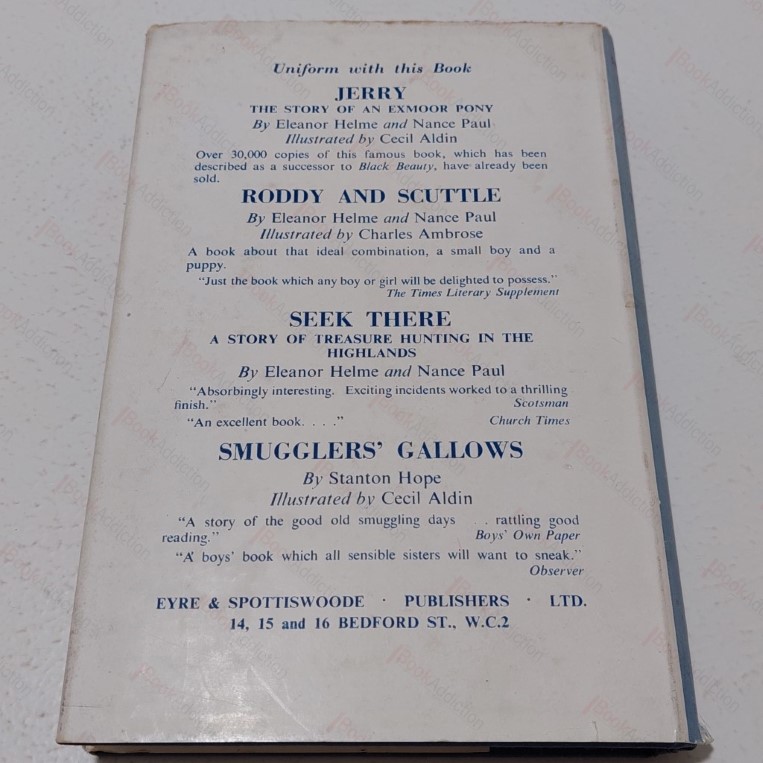 Uniform with this Book
JERRY
THE STORY OF AN EXMOOR PONY
By Eleanor Helme and Nance Paul
Illustrated by Cecil Aldin
Over 30,000 copies of this famous book, which has been
described as a successor to Black Beauty, have already been
sold.
RODDY AND SCUTTLE
By Eleanor Helme and Nance Paul
Illustrated by Charles Ambrose
A book about that ideal combination, a small boy and a
puppy.
"Just the book which any boy or girl will be delighted to possess."
The Times Literary Supplement
SEEK THERE
A STORY OF TREASURE HUNTING IN THE
HIGHLANDS
By Eleanor Helme and Nance Paul
"Absorbingly interesting. Exciting incidents worked to a thrilling
finish." Scotsman
"An excellent book. . . ." Church Times
SMUGGLERS' GALLOWS
By Stanton Hope
Illustrated by Cecil Aldin
"A story of the good old smuggling days . . rattling good
reading." Boys' Own Paper
"A boys' book which all sensible sisters will want to sneak."
Observer
EYRE & SPOTTISWOODE · PUBLISHERS · LTD.
14, 15 and 16 BEDFORD ST., W.C.2
BookAddiction